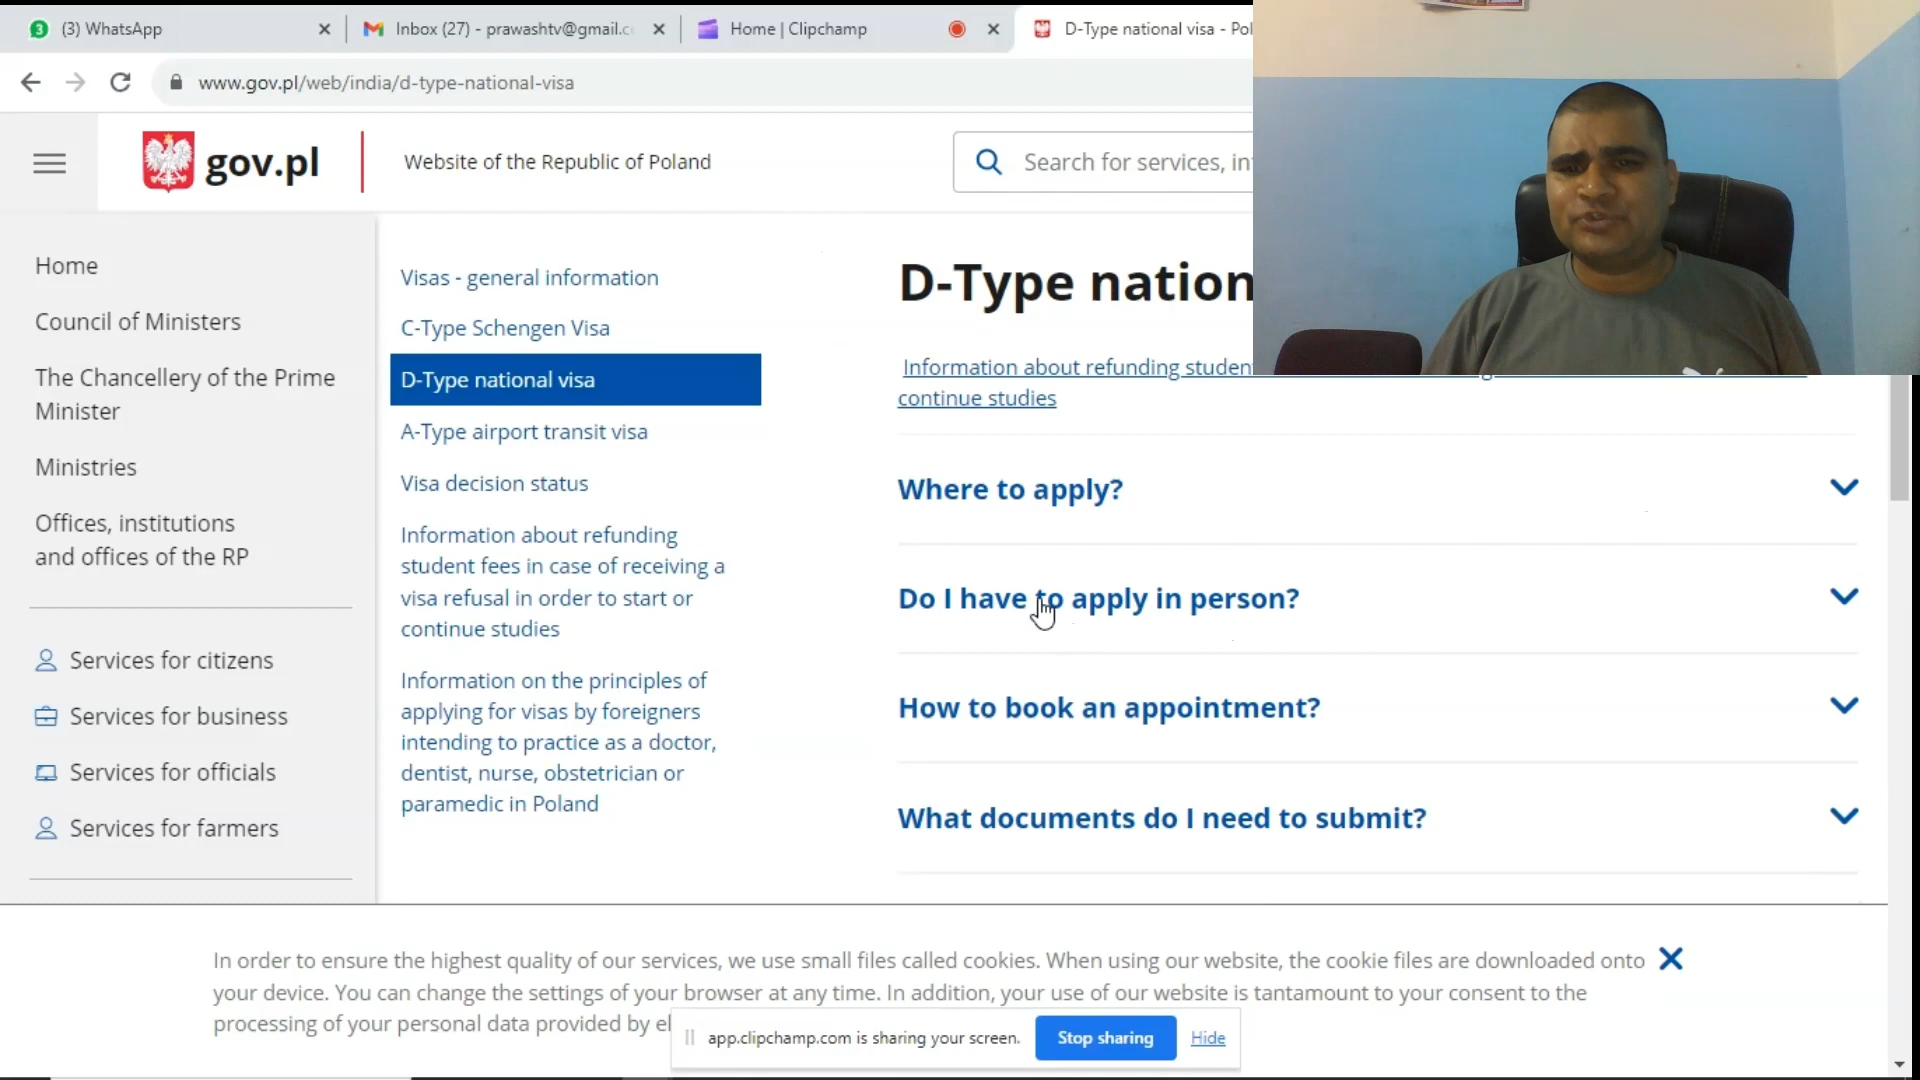 3 (3) WhatsApp
Inbox (27) - prawashtv@gmail.c
Home | Clipchamp
D-Type national visa - Pol
www.gov.pl/web/india/d-type-national-visa
gov.pl
Website of the Republic of Poland
Search for services, in
Home
Council of Ministers
The Chancellery of the Prime
Minister
Ministries
Offices, institutions
and offices of the RP
Services for citizens
Services for business
Services for officials
Services for farmers
Visas - general information
C-Type Schengen Visa
D-Type national visa
A-Type airport transit visa
Visa decision status
Information about refunding
student fees in case of receiving a
visa refusal in order to start or
continue studies
Information on the principles of
applying for visas by foreigners
intending to practice as a doctor,
dentist, nurse, obstetrician or
paramedic in Poland
D-Type nation
Information about refunding studen
continue studies
Where to apply?
Do I have to apply in person?
How to book an appointment?
What documents do I need to submit?
In order to ensure the highest quality of our services, we use small files called cookies. When using our website, the cookie files are downloaded onto
your device. You can change the settings of your browser at any time. In addition, your use of our website is tantamount to your consent to the
processing of your personal data provided by el
app.clipchamp.com is sharing your screen.
Stop sharing
Hide